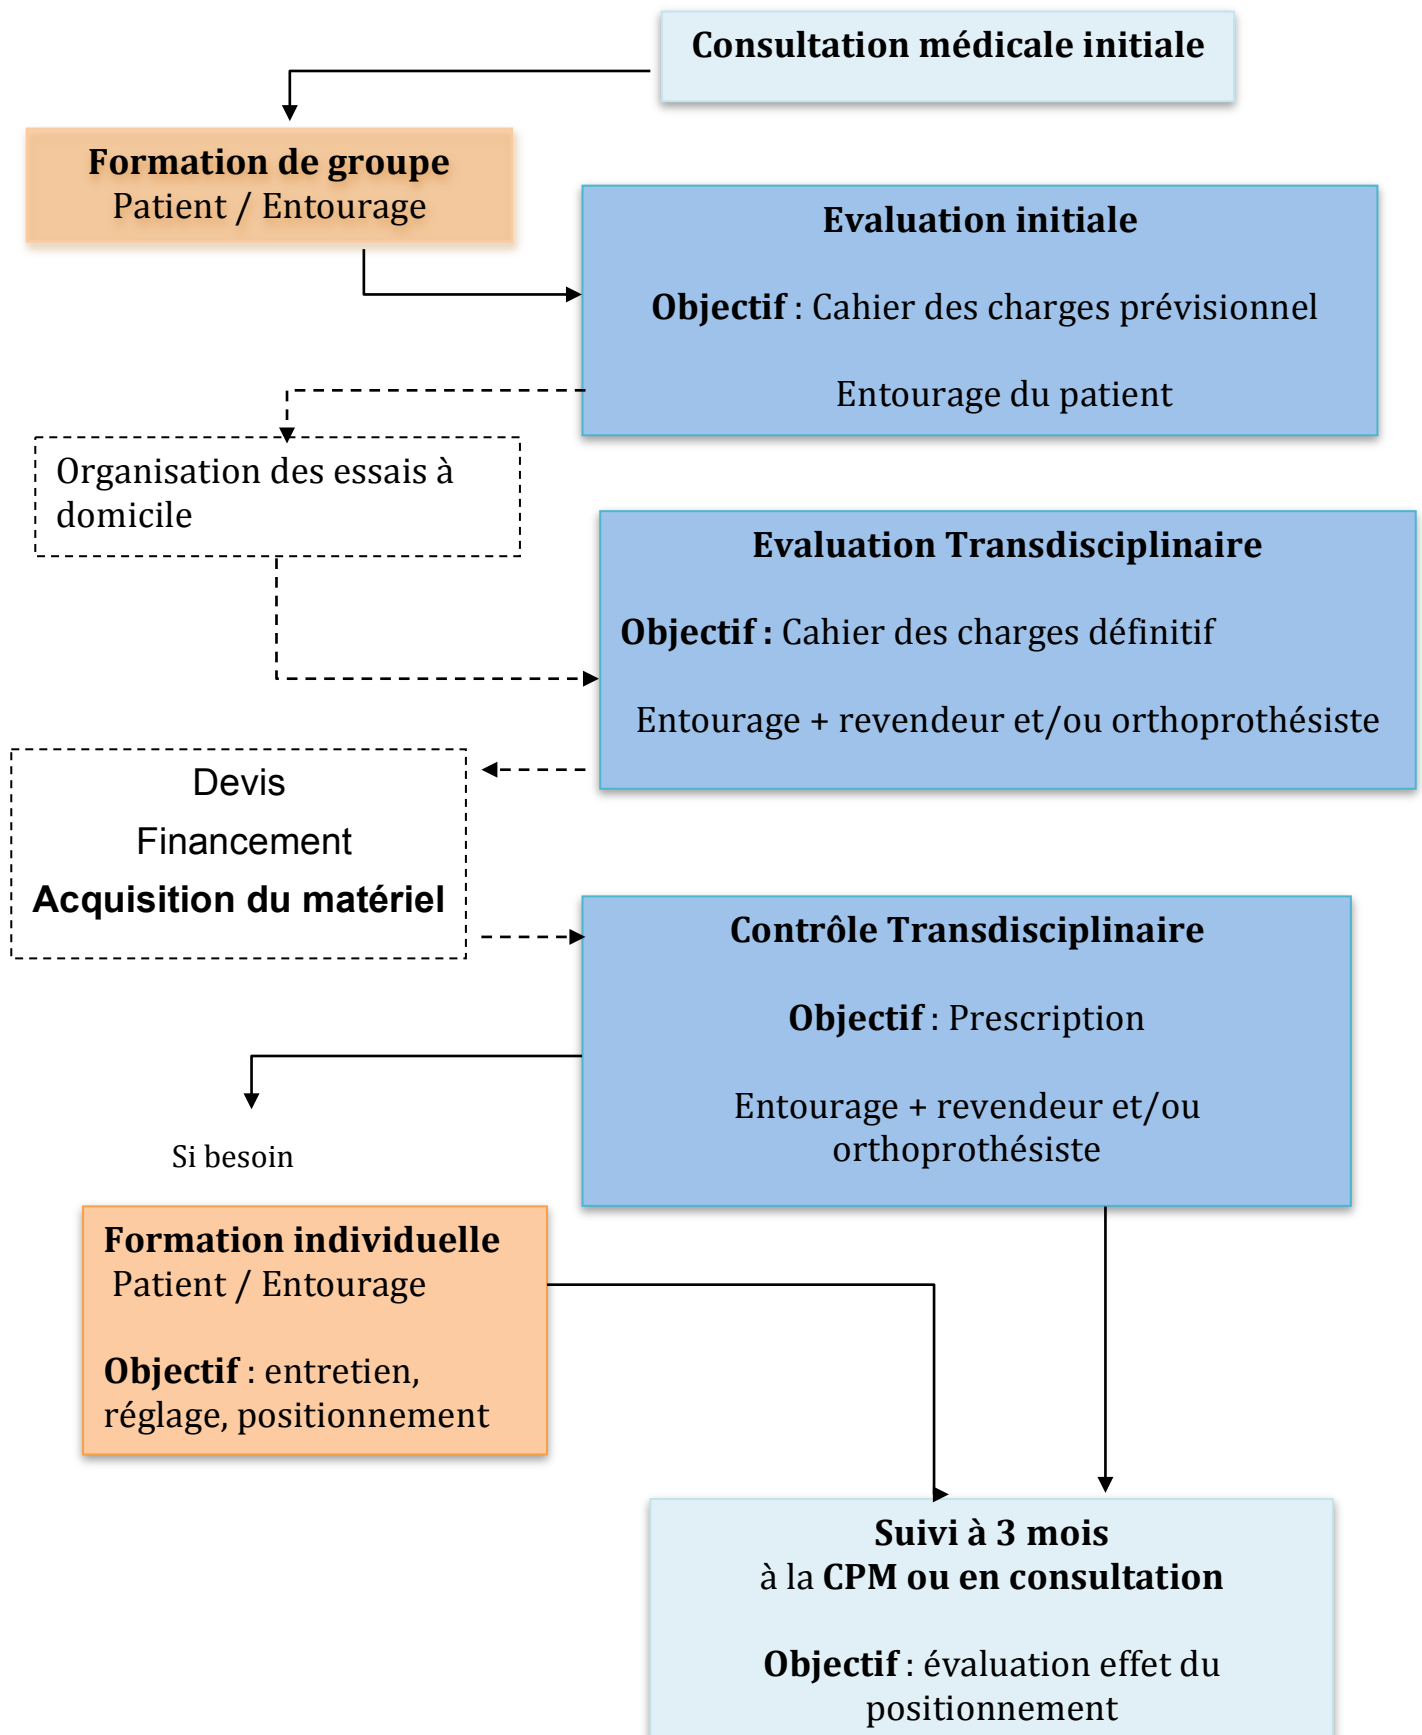 Consultation médicale initiale
Formation de groupe
Patient / Entourage
Evaluation initiale
Objectif : Cahier des charges prévisionnel
Entourage du patient
Organisation des essais à
domicile
Evaluation Transdisciplinaire
Objectif : Cahier des charges définitif
Entourage + revendeur et/ou orthoprothésiste
Devis
Financement
Acquisition du matériel
Contrôle Transdisciplinaire
Objectif : Prescription
Entourage + revendeur et/ou
orthoprothésiste
Si besoin
Formation individuelle
Patient / Entourage
Objectif : entretien,
réglage, positionnement
Suivi à 3 mois
à la CPM ou en consultation
Objectif : évaluation effet du
positionnement